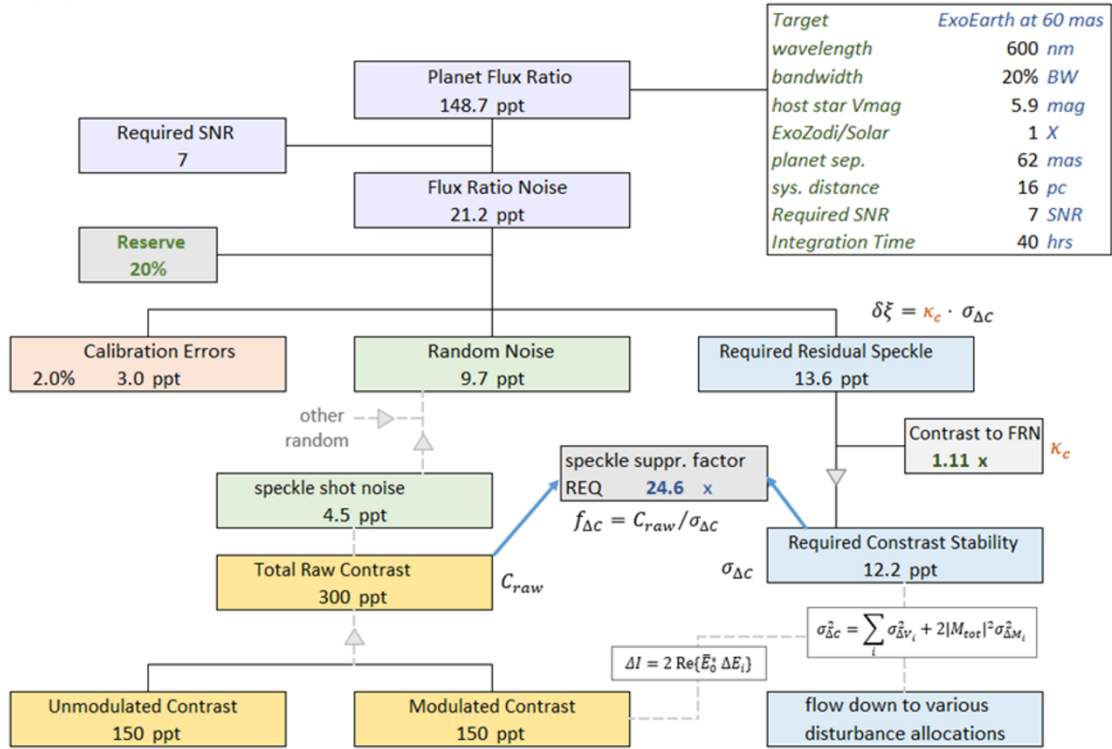 Target ExoEarth at 60 mas
wavelength 600 nm
bandwidth 20% BW
host star Vmag 5.9 mag
ExoZodi/Solar 1 X
planet sep. 62 mas
sys. distance 16 pc
Required SNR 7 SNR
Integration Time 40 hrs
Planet Flux Ratio
148.7 ppt
Required SNR
7
Flux Ratio Noise
21.2 ppt
Reserve
20%
δξ = κc · σΔC
Calibration Errors
2.0% 3.0 ppt
Random Noise
9.7 ppt
Required Residual Speckle
13.6 ppt
other
random
Contrast to FRN
1.11 x
κc
speckle suppr. factor
REQ 24.6 x
fΔC = Craw/σΔC
speckle shot noise
4.5 ppt
Required Constrast Stability
12.2 ppt
σΔC
Total Raw Contrast
300 ppt
Craw
σ²ΔC = ∑i σ²ΔVi + 2|Mtot|²σ²ΔMi
ΔI = 2 Re{Ē0* ΔEi}
Unmodulated Contrast
150 ppt
Modulated Contrast
150 ppt
flow down to various
disturbance allocations